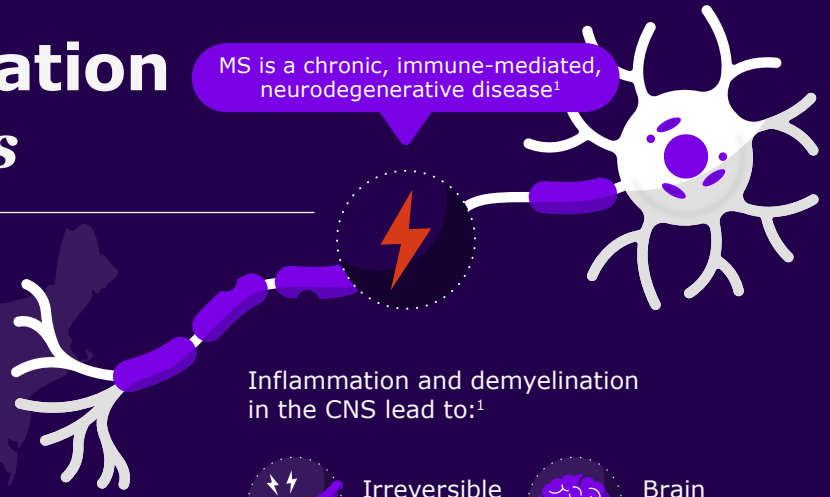 ation
s
MS is a chronic, immune-mediated,
neurodegenerative disease¹
Inflammation and demyelination
in the CNS lead to:¹
Irreversible
Brain